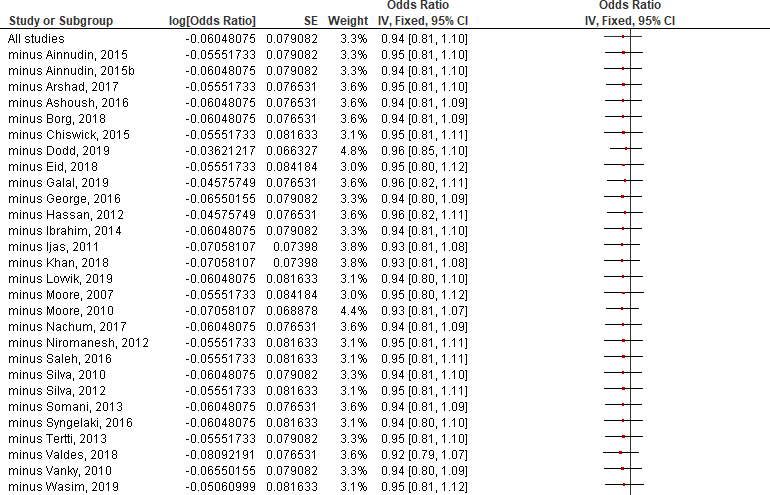 Odds Ratio Odds Ratio
Study or Subgroup log[Odds Ratio] SE Weight IV, Fixed, 95% CI IV, Fixed, 95% CI
All studies -0.06048075 0.079082 3.3% 0.94 [0.81, 1.10]
minus Ainnudin, 2015 -0.05551733 0.079082 3.3% 0.95 [0.81, 1.10]
minus Ainnudin, 2015b -0.06048075 0.079082 3.3% 0.94 [0.81, 1.10]
minus Arshad, 2017 -0.05551733 0.076531 3.6% 0.95 [0.81, 1.10]
minus Ashoush, 2016 -0.06048075 0.076531 3.6% 0.94 [0.81, 1.09]
minus Borg, 2018 -0.06048075 0.076531 3.6% 0.94 [0.81, 1.09]
minus Chiswick, 2015 -0.05551733 0.081633 3.1% 0.95 [0.81, 1.11]
minus Dodd, 2019 -0.03621217 0.066327 4.8% 0.96 [0.85, 1.10]
minus Eid, 2018 -0.05551733 0.084184 3.0% 0.95 [0.80, 1.12]
minus Galal, 2019 -0.04575749 0.076531 3.6% 0.96 [0.82, 1.11]
minus George, 2016 -0.06550155 0.079082 3.3% 0.94 [0.80, 1.09]
minus Hassan, 2012 -0.04575749 0.076531 3.6% 0.96 [0.82, 1.11]
minus Ibrahim, 2014 -0.06048075 0.079082 3.3% 0.94 [0.81, 1.10]
minus Ijas, 2011 -0.07058107 0.07398 3.8% 0.93 [0.81, 1.08]
minus Khan, 2018 -0.07058107 0.07398 3.8% 0.93 [0.81, 1.08]
minus Lowik, 2019 -0.06048075 0.081633 3.1% 0.94 [0.80, 1.10]
minus Moore, 2007 -0.05551733 0.084184 3.0% 0.95 [0.80, 1.12]
minus Moore, 2010 -0.07058107 0.068878 4.4% 0.93 [0.81, 1.07]
minus Nachum, 2017 -0.06048075 0.076531 3.6% 0.94 [0.81, 1.09]
minus Niromanesh, 2012 -0.05551733 0.081633 3.1% 0.95 [0.81, 1.11]
minus Saleh, 2016 -0.05551733 0.081633 3.1% 0.95 [0.81, 1.11]
minus Silva, 2010 -0.06048075 0.079082 3.3% 0.94 [0.81, 1.10]
minus Silva, 2012 -0.05551733 0.081633 3.1% 0.95 [0.81, 1.11]
minus Somani, 2013 -0.06048075 0.076531 3.6% 0.94 [0.81, 1.09]
minus Syngelaki, 2016 -0.06048075 0.081633 3.1% 0.94 [0.80, 1.10]
minus Tertti, 2013 -0.05551733 0.079082 3.3% 0.95 [0.81, 1.10]
minus Valdes, 2018 -0.08092191 0.076531 3.6% 0.92 [0.79, 1.07]
minus Vanky, 2010 -0.06550155 0.079082 3.3% 0.94 [0.80, 1.09]
minus Wasim, 2019 -0.05060999 0.081633 3.1% 0.95 [0.81, 1.12]